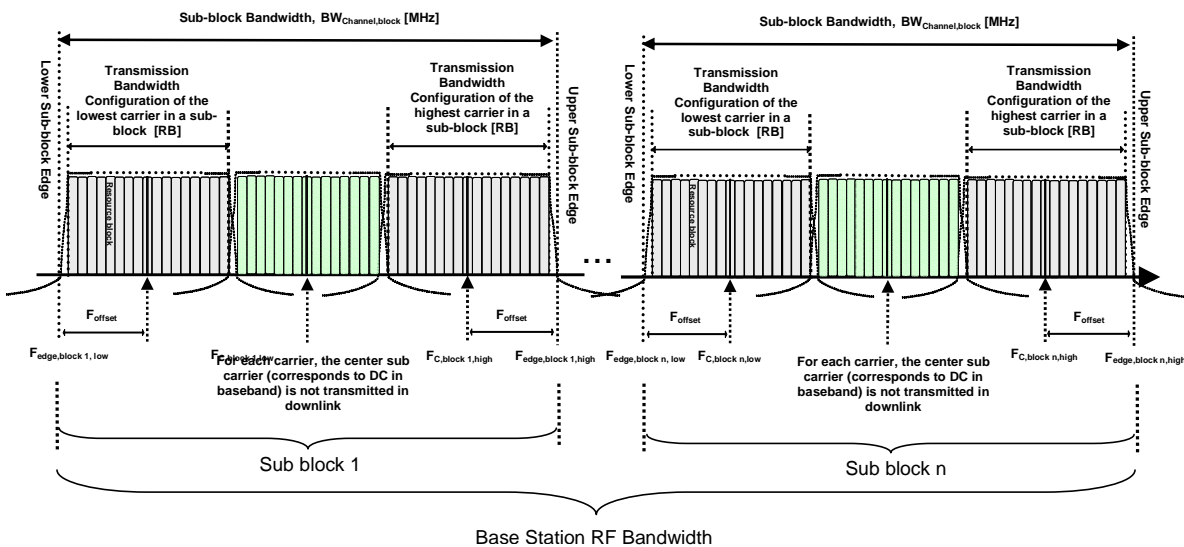 Sub-block Bandwidth, BWChannel,block [MHz]
Sub-block Bandwidth, BWChannel,block [MHz]
Lower Sub-block Edge
Transmission
Bandwidth
Configuration of the
lowest carrier in a sub-
block [RB]
Transmission
Bandwidth
Configuration of the
highest carrier in
a sub-block [RB]
Upper Sub-block Edge
Lower Sub-block Edge
Transmission
Bandwidth
Configuration of the
lowest carrier in a
sub-block [RB]
Transmission
Bandwidth
Configuration of the
highest carrier in a
sub-block [RB]
Upper Sub-block Edge
Resource block
Resource block
...
Foffset
Foffset
Foffset
Foffset
Fedge,block 1, low
FC,block 1,low
FC,block 1,high
Fedge,block 1,high
Fedge,block n, low
FC,block n,low
FC,block n,high
Fedge,block n,high
For each carrier, the center sub
carrier (corresponds to DC in
baseband) is not transmitted in
downlink
For each carrier, the center sub
carrier (corresponds to DC in
baseband) is not transmitted in
downlink
Sub block 1
Sub block n
Base Station RF Bandwidth